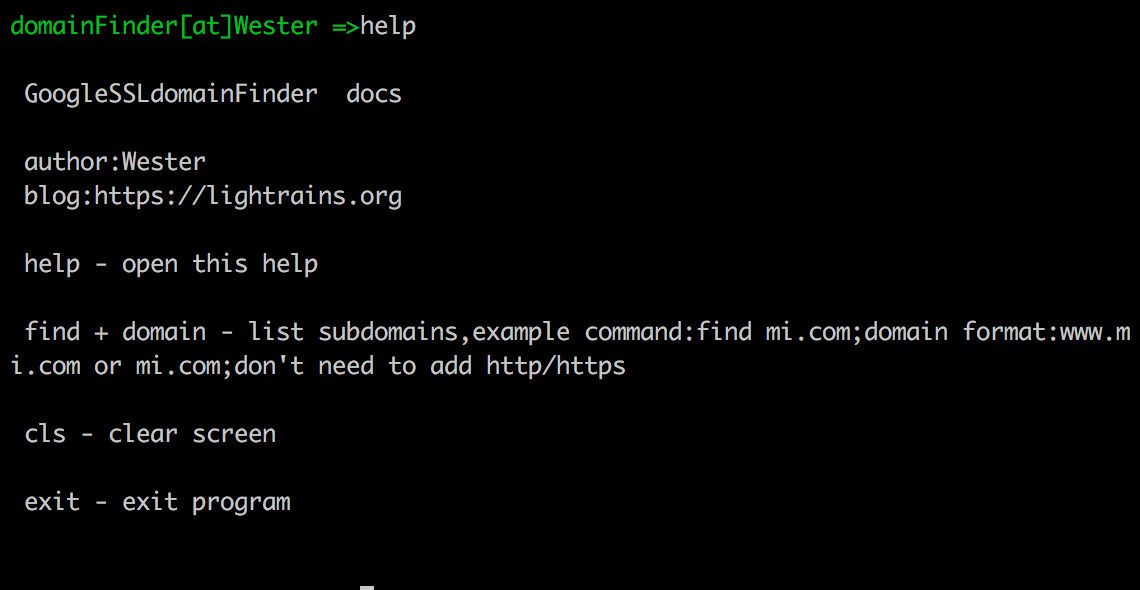 domainFinder[at]Wester =>help
GoogleSSLdomainFinder  docs
author:Wester
blog:https://lightrains.org
help - open this help
find + domain - list subdomains,example command:find mi.com;domain format:www.m
i.com or mi.com;don't need to add http/https
cls - clear screen
exit - exit program